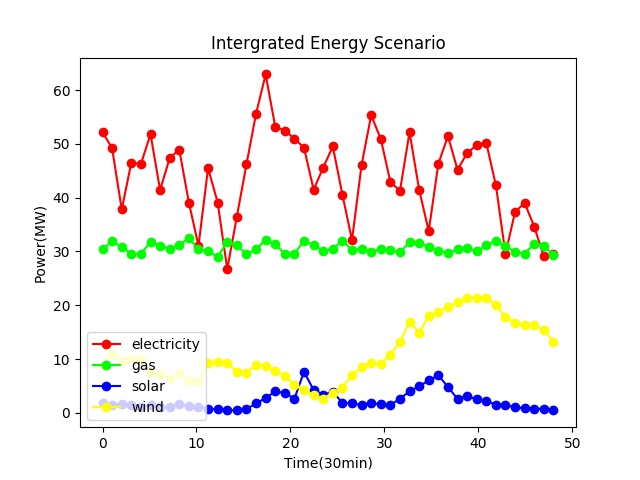 Intergrated Energy Scenario
Power(MW)
60
50
40
30
20
10
0
electricity
gas
solar
wind
0 10 20 30 40 50
Time(30min)